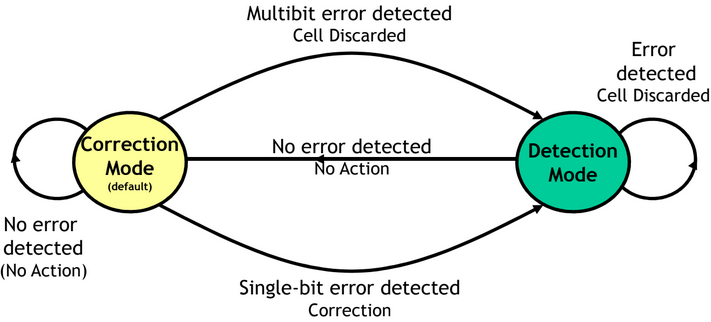 Multibit error detected
Cell Discarded
Error
detected
Cell Discarded
Correction
Mode
(default)
No error detected
No Action
Detection
Mode
No error
detected
(No Action)
Single-bit error detected
Correction